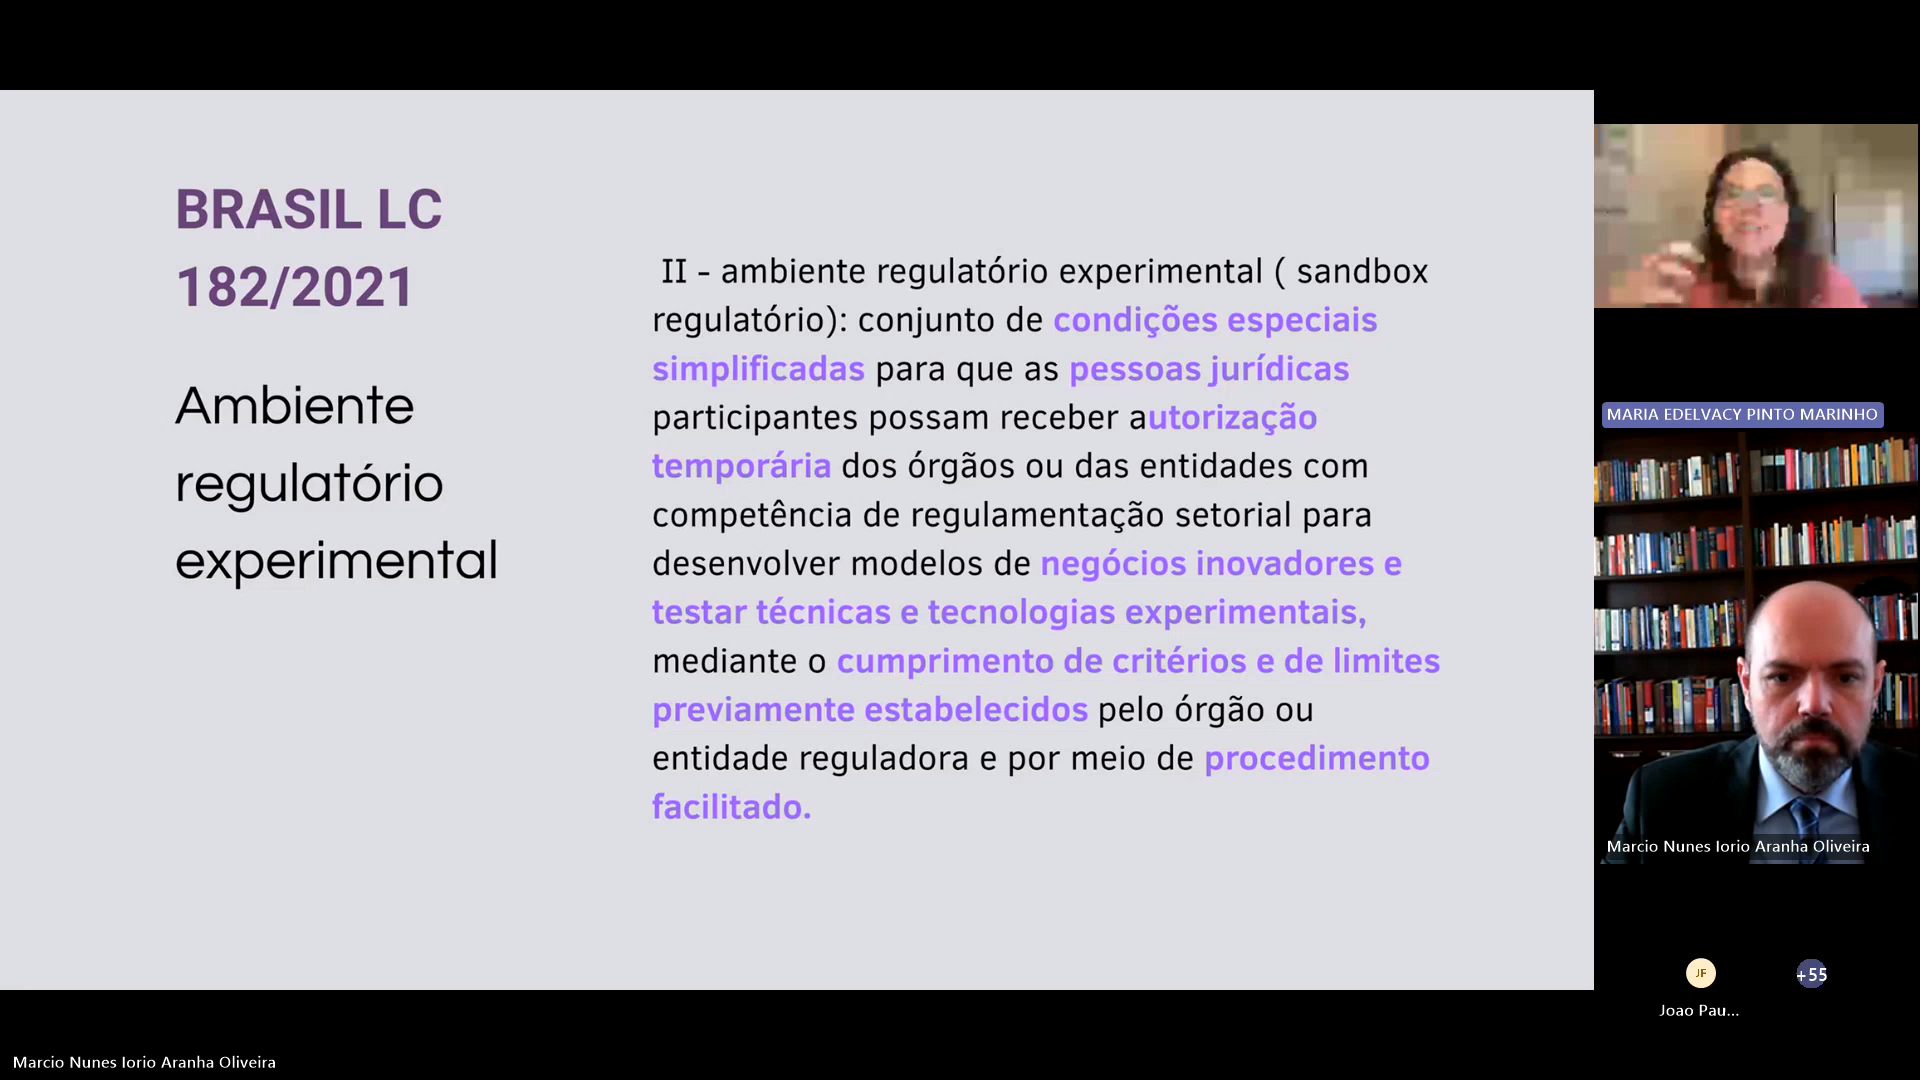 BRASIL LC
182/2021
Ambiente
regulatório
experimental
II - ambiente regulatório experimental ( sandbox
regulatório): conjunto de condições especiais
simplificadas para que as pessoas jurídicas
participantes possam receber autorização
temporária dos órgãos ou das entidades com
competência de regulamentação setorial para
desenvolver modelos de negócios inovadores e
testar técnicas e tecnologias experimentais,
mediante o cumprimento de critérios e de limites
previamente estabelecidos pelo órgão ou
entidade reguladora e por meio de procedimento
facilitado.
MARIA EDELVACY PINTO MARINHO
Marcio Nunes Iorio Aranha Oliveira
JF
+55
Joao Pau...
Marcio Nunes Iorio Aranha Oliveira